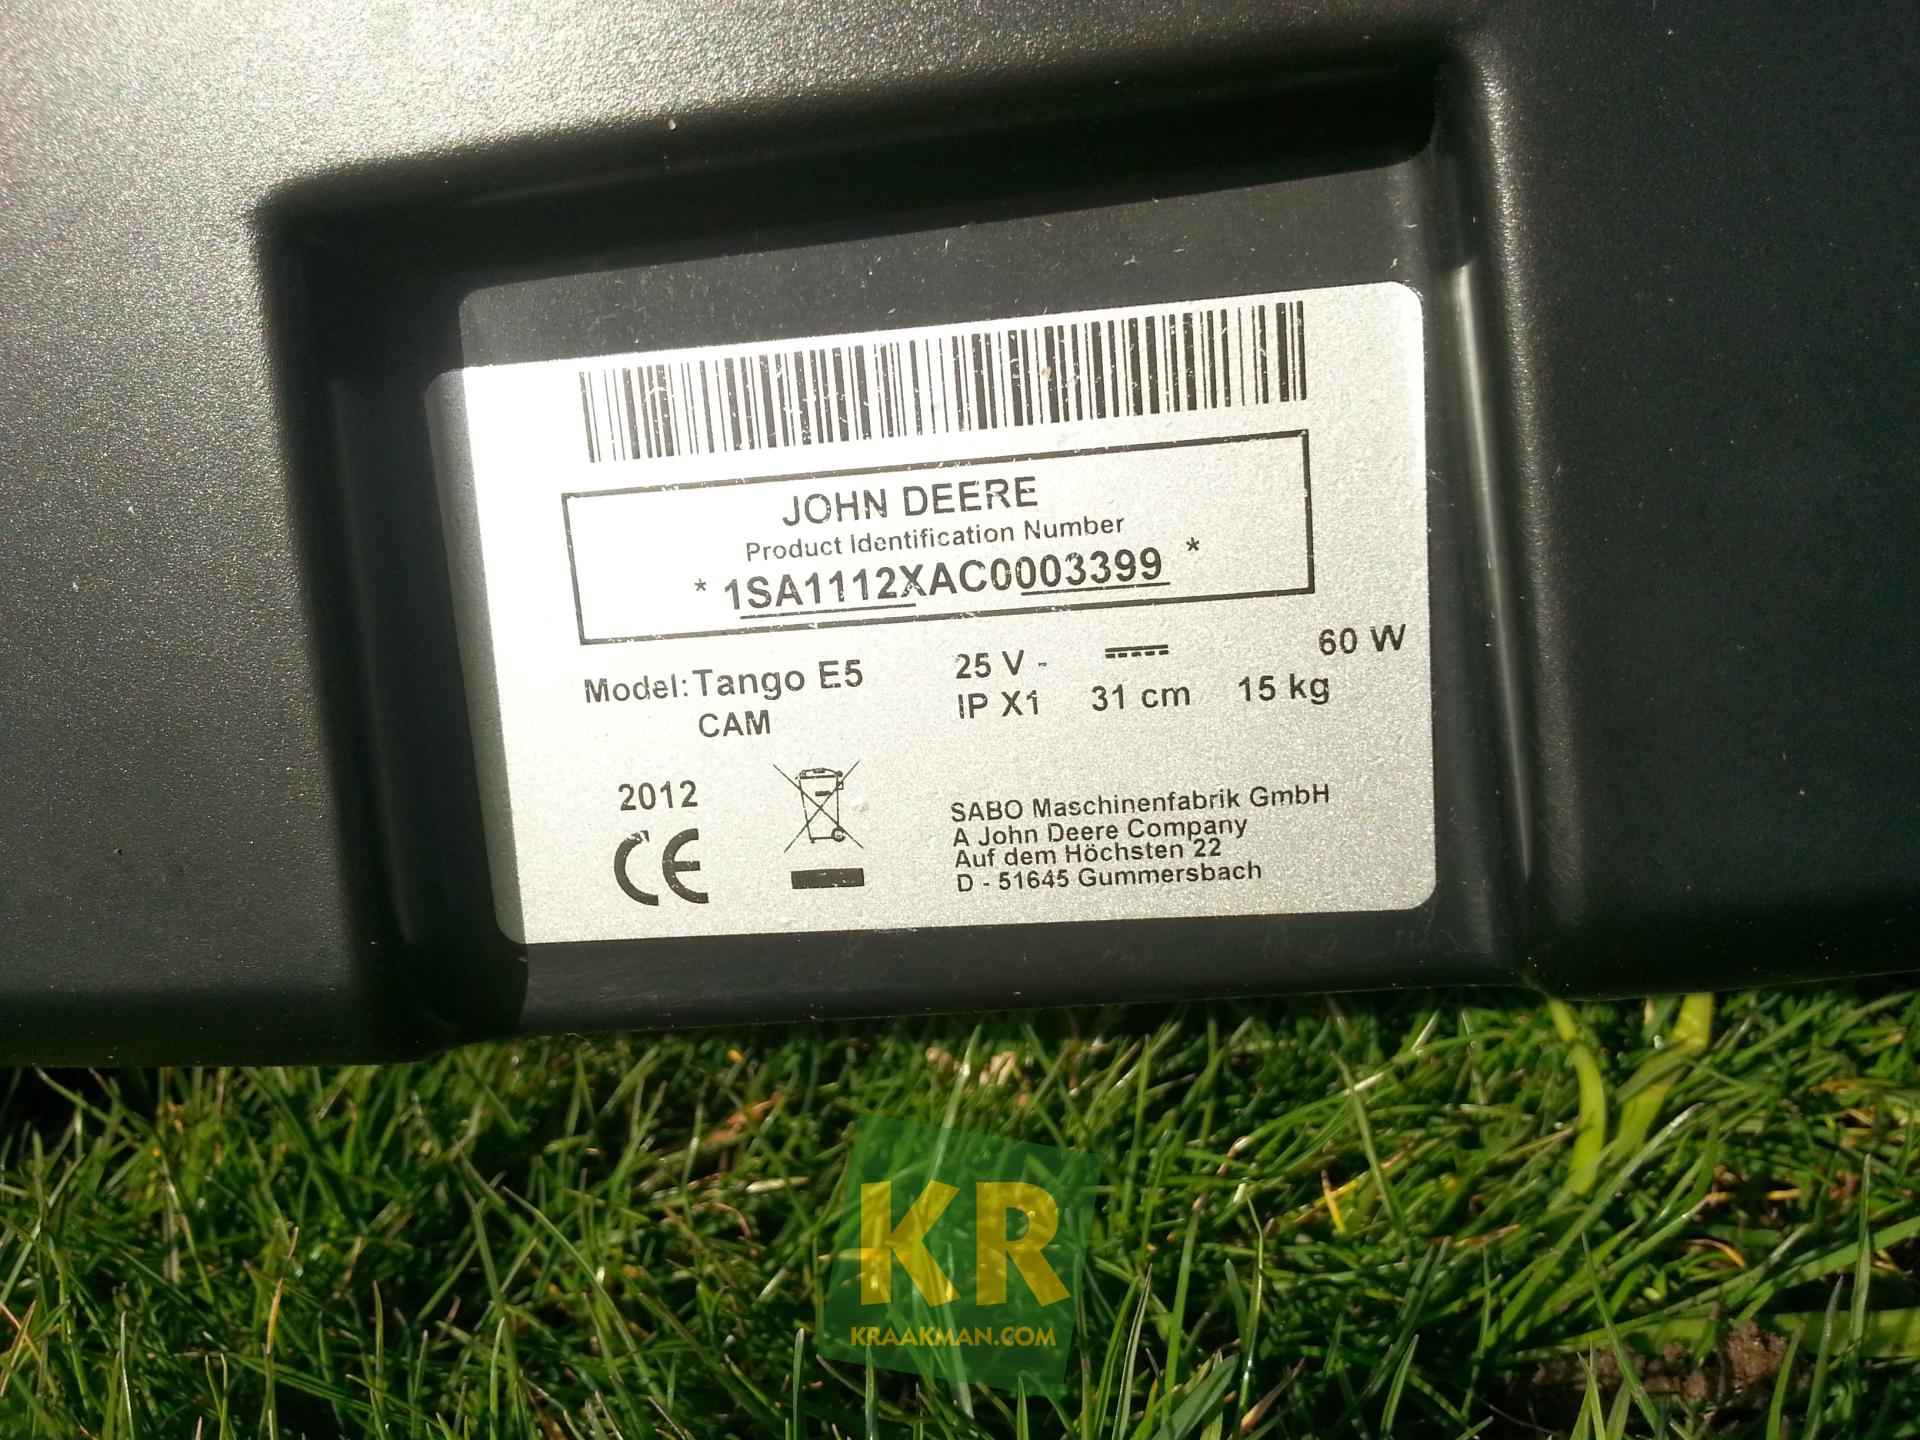 JOHN DEERE
Product Identification Number
* 1SA1112XAC0003399 *
Model: Tango E5 25 V - 60 W
CAM IP X1 31 cm 15 kg
2012
CE
SABO Maschinenfabrik GmbH
A John Deere Company
Auf dem Höchsten 22
D - 51645 Gummersbach
KR
KRAAKMAN.COM